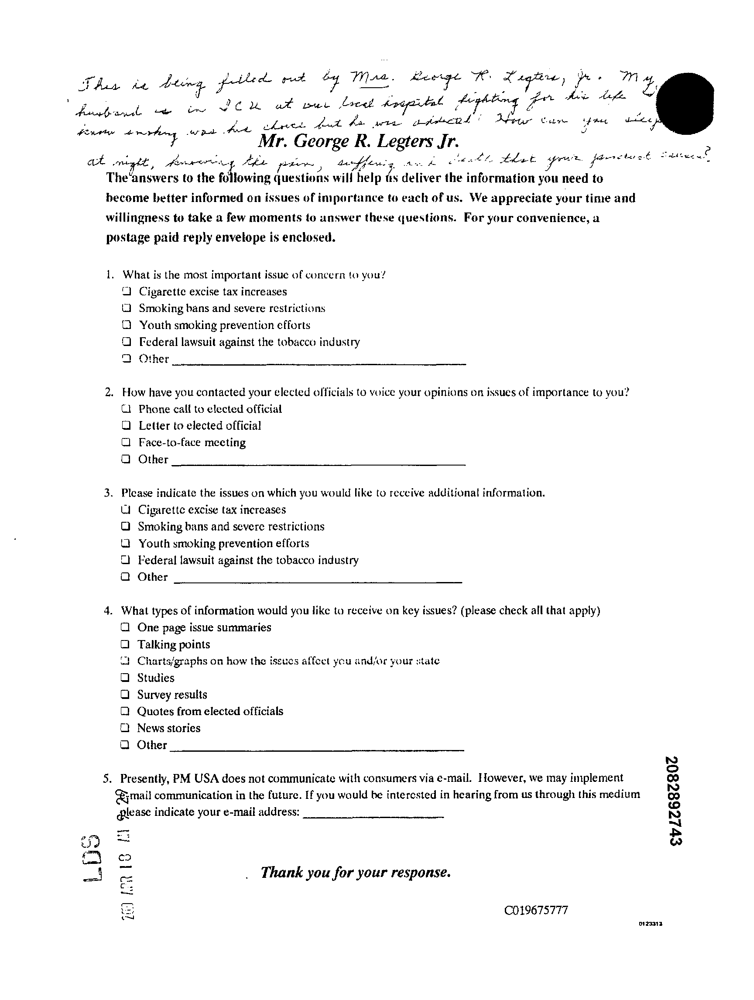 This is being filled out by Mrs. George R. Legters, Jr. My
husband is in ICU at our local hospital fighting for his life. I
know smoking was his choice but he was addicted! How can you sleep
Mr. George R. Legters Jr.
at night, knowing the pain, suffering and death that your product causes?
The answers to the following questions will help us deliver the information you need to
become better informed on issues of importance to each of us. We appreciate your time and
willingness to take a few moments to answer these questions. For your convenience, a
postage paid reply envelope is enclosed.
1. What is the most important issue of concern to you?
❑ Cigarette excise tax increases
❑ Smoking bans and severe restrictions
❑ Youth smoking prevention efforts
❑ Federal lawsuit against the tobacco industry
❑ Other
2. How have you contacted your elected officials to voice your opinions on issues of importance to you?
❑ Phone call to elected official
❑ Letter to elected official
❑ Face-to-face meeting
❑ Other
3. Please indicate the issues on which you would like to receive additional information.
❑ Cigarette excise tax increases
❑ Smoking bans and severe restrictions
❑ Youth smoking prevention efforts
❑ Federal lawsuit against the tobacco industry
❑ Other
4. What types of information would you like to receive on key issues? (please check all that apply)
❑ One page issue summaries
❑ Talking points
❑ Charts/graphs on how the issues affect you and/or your state
❑ Studies
❑ Survey results
❑ Quotes from elected officials
❑ News stories
❑ Other
5. Presently, PM USA does not communicate with consumers via e-mail. However, we may implement
E-mail communication in the future. If you would be interested in hearing from us through this medium
please indicate your e-mail address:
2082892743
LDS
Thank you for your response.
C019675777
0123313